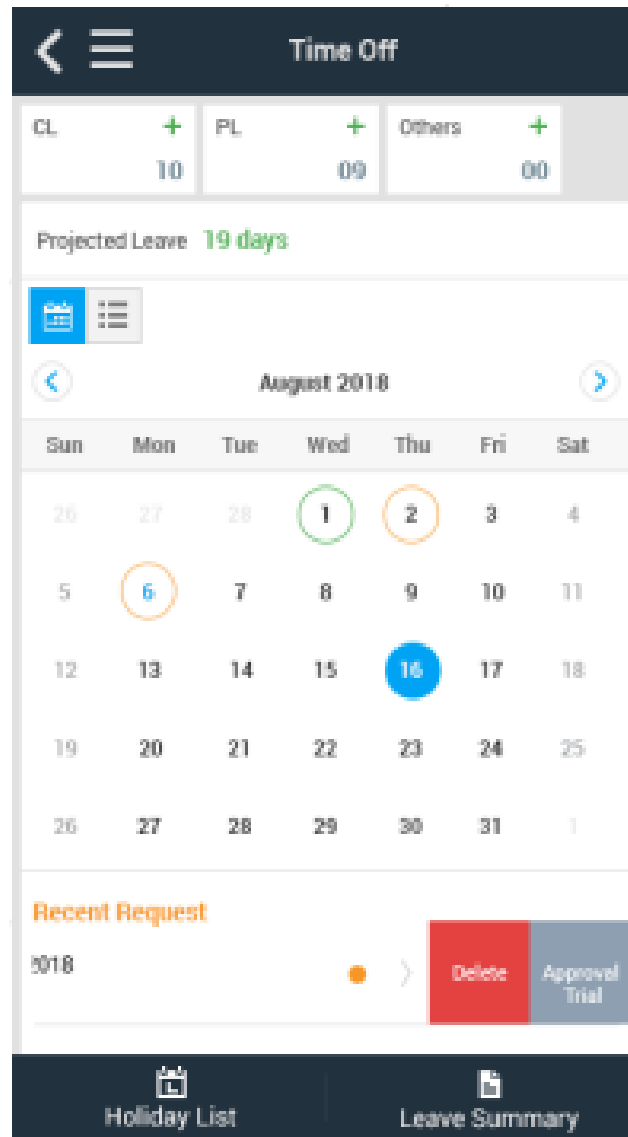 Time Off
CL + PL + Others +
10 09 00
Projected Leave 19 days
August 2018
Sun Mon Tue Wed Thu Fri Sat
26 27 28 1 2 3 4
5 6 7 8 9 10 11
12 13 14 15 16 17 18
19 20 21 22 23 24 25
26 27 28 29 30 31 1
Recent Request
2018 Delete Approval
Trial
Holiday List Leave Summary